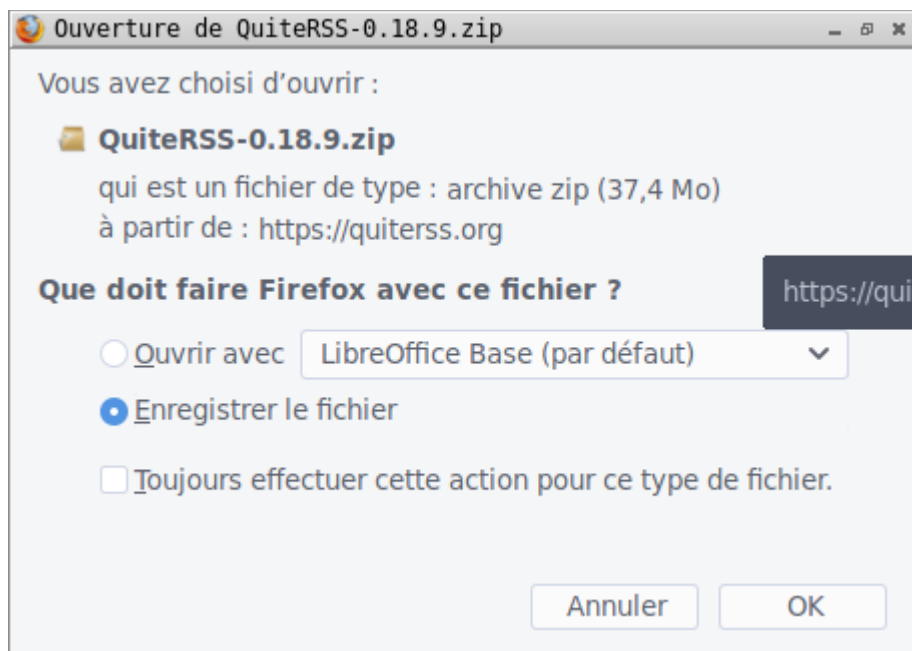 Ouverture de QuiteRSS-0.18.9.zip
Vous avez choisi d’ouvrir :
QuiteRSS-0.18.9.zip
qui est un fichier de type : archive zip (37,4 Mo)
à partir de : https://quiterss.org
Que doit faire Firefox avec ce fichier ?
https://qui
Ouvrir avec LibreOffice Base (par défaut)
Enregistrer le fichier
Toujours effectuer cette action pour ce type de fichier.
Annuler OK